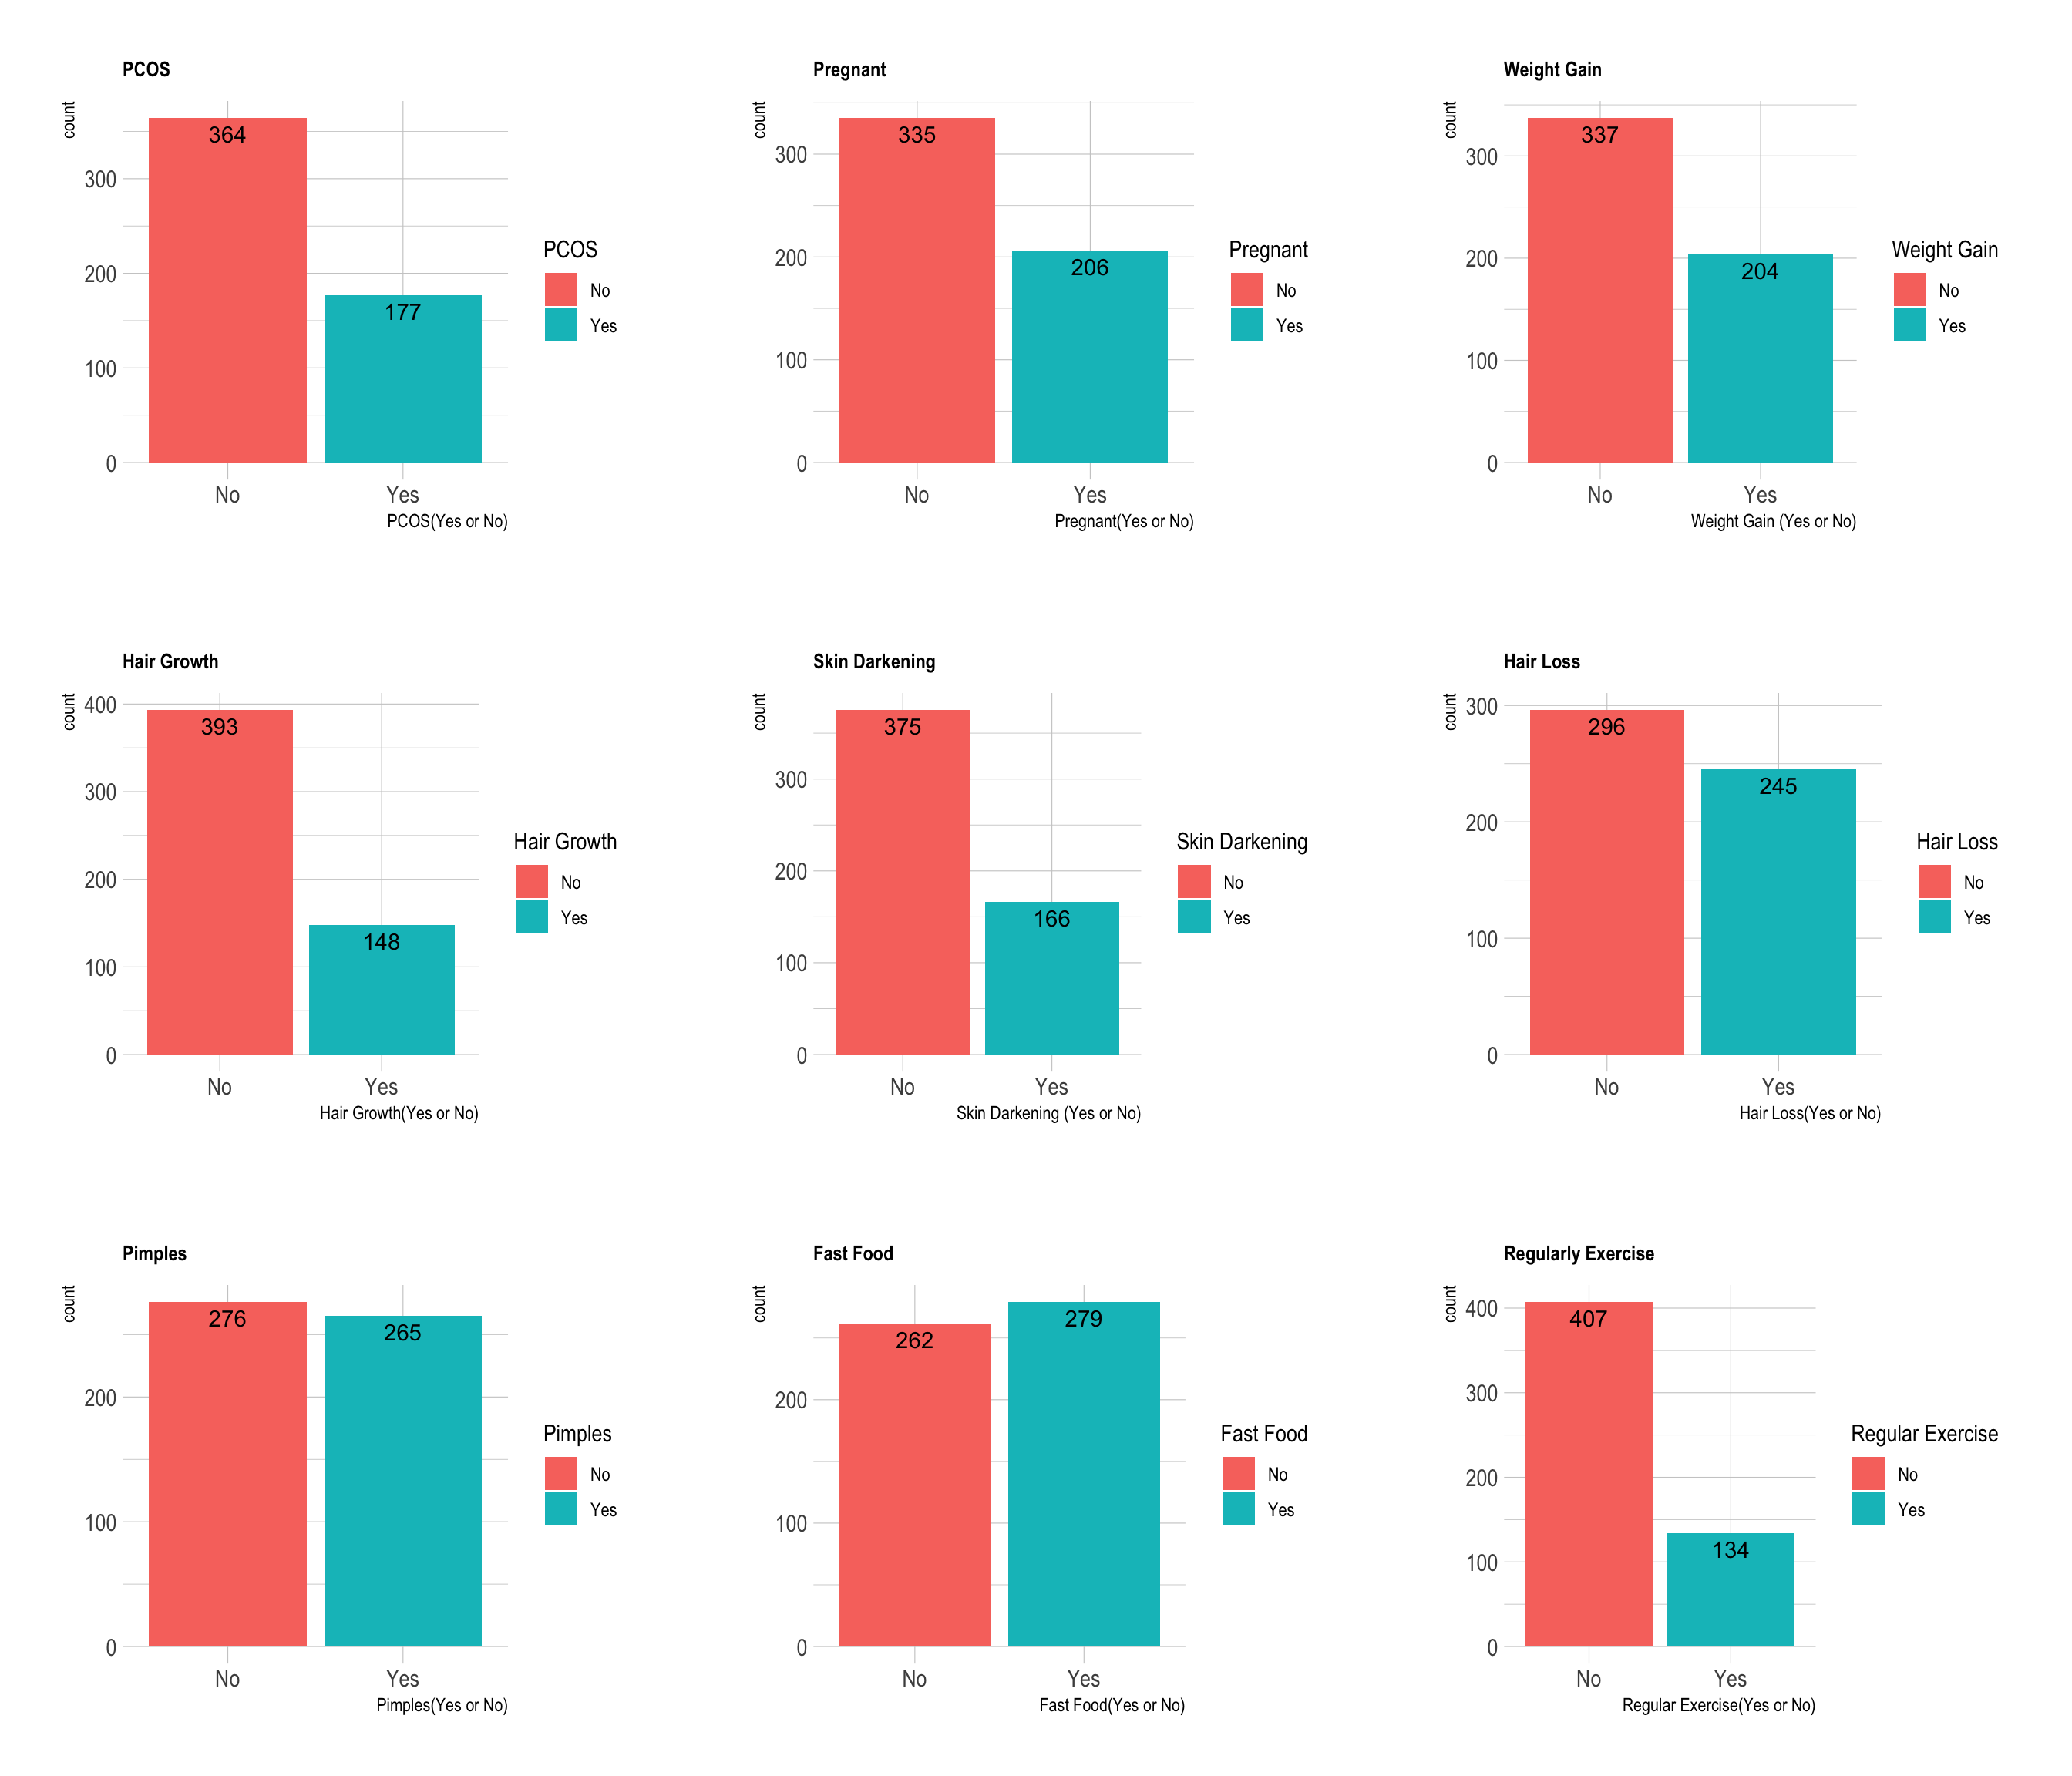 PCOS
count
364
300
200
177
100
0
No
Yes
PCOS(Yes or No)
PCOS
No
Yes
Pregnant
count
335
300
200
206
100
0
No
Yes
Pregnant(Yes or No)
Pregnant
No
Yes
Weight Gain
count
337
300
200
204
100
0
No
Yes
Weight Gain (Yes or No)
Weight Gain
No
Yes
Hair Growth
count
400
393
300
200
148
100
0
No
Yes
Hair Growth(Yes or No)
Hair Growth
No
Yes
Skin Darkening
count
375
300
200
166
100
0
No
Yes
Skin Darkening (Yes or No)
Skin Darkening
No
Yes
Hair Loss
count
300
296
245
200
100
0
No
Yes
Hair Loss(Yes or No)
Hair Loss
No
Yes
Pimples
count
276
265
200
100
0
No
Yes
Pimples(Yes or No)
Pimples
No
Yes
Fast Food
count
262
279
200
100
0
No
Yes
Fast Food(Yes or No)
Fast Food
No
Yes
Regularly Exercise
count
400
407
300
200
134
100
0
No
Yes
Regular Exercise(Yes or No)
Regular Exercise
No
Yes